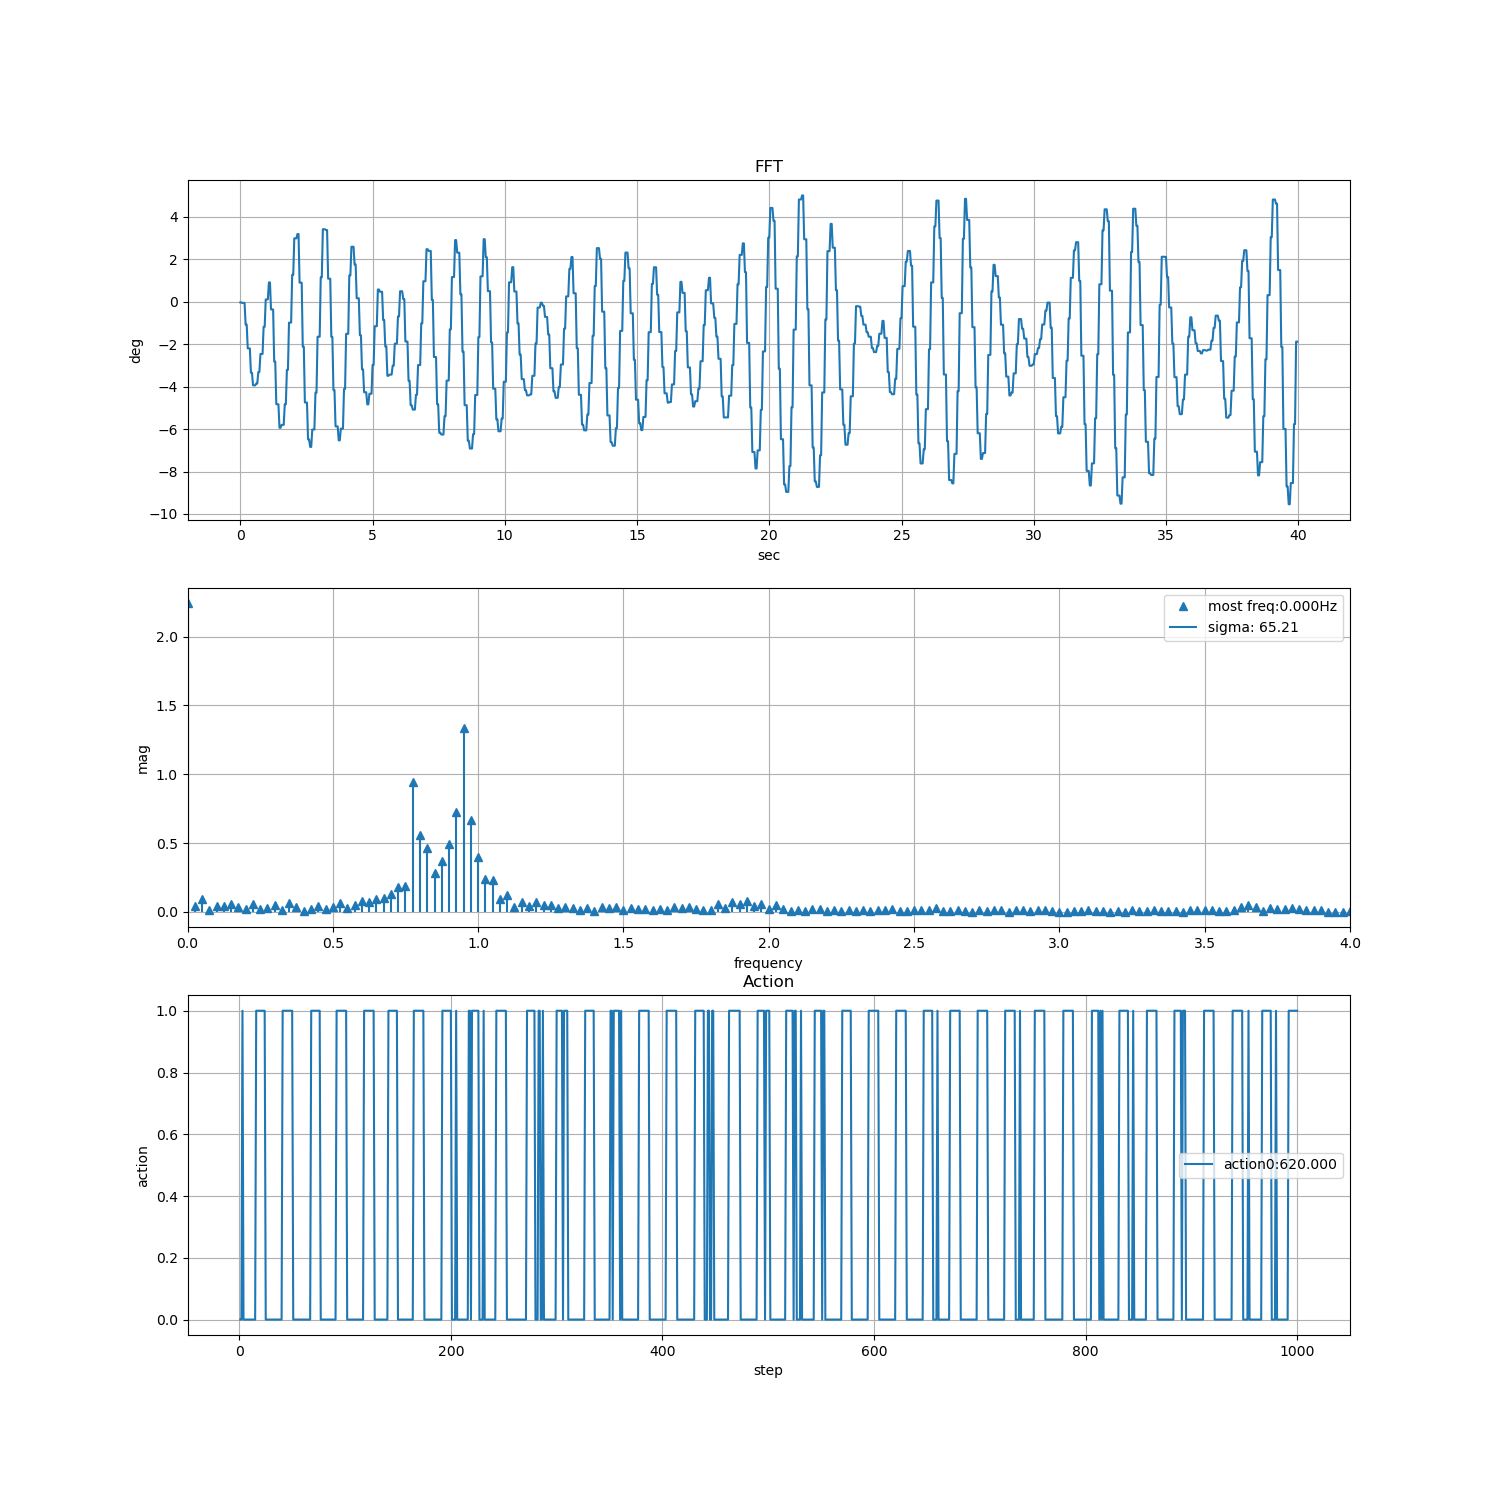 FFT
4
2
0
−2
−4
−6
−8
−10
deg
0 5 10 15 20 25 30 35 40
sec
most freq:0.000Hz
sigma: 65.21
2.0
1.5
1.0
0.5
0.0
mag
0.0 0.5 1.0 1.5 2.0 2.5 3.0 3.5 4.0
frequency
Action
1.0
0.8
0.6
0.4
0.2
0.0
action
action0:620.000
0 200 400 600 800 1000
step